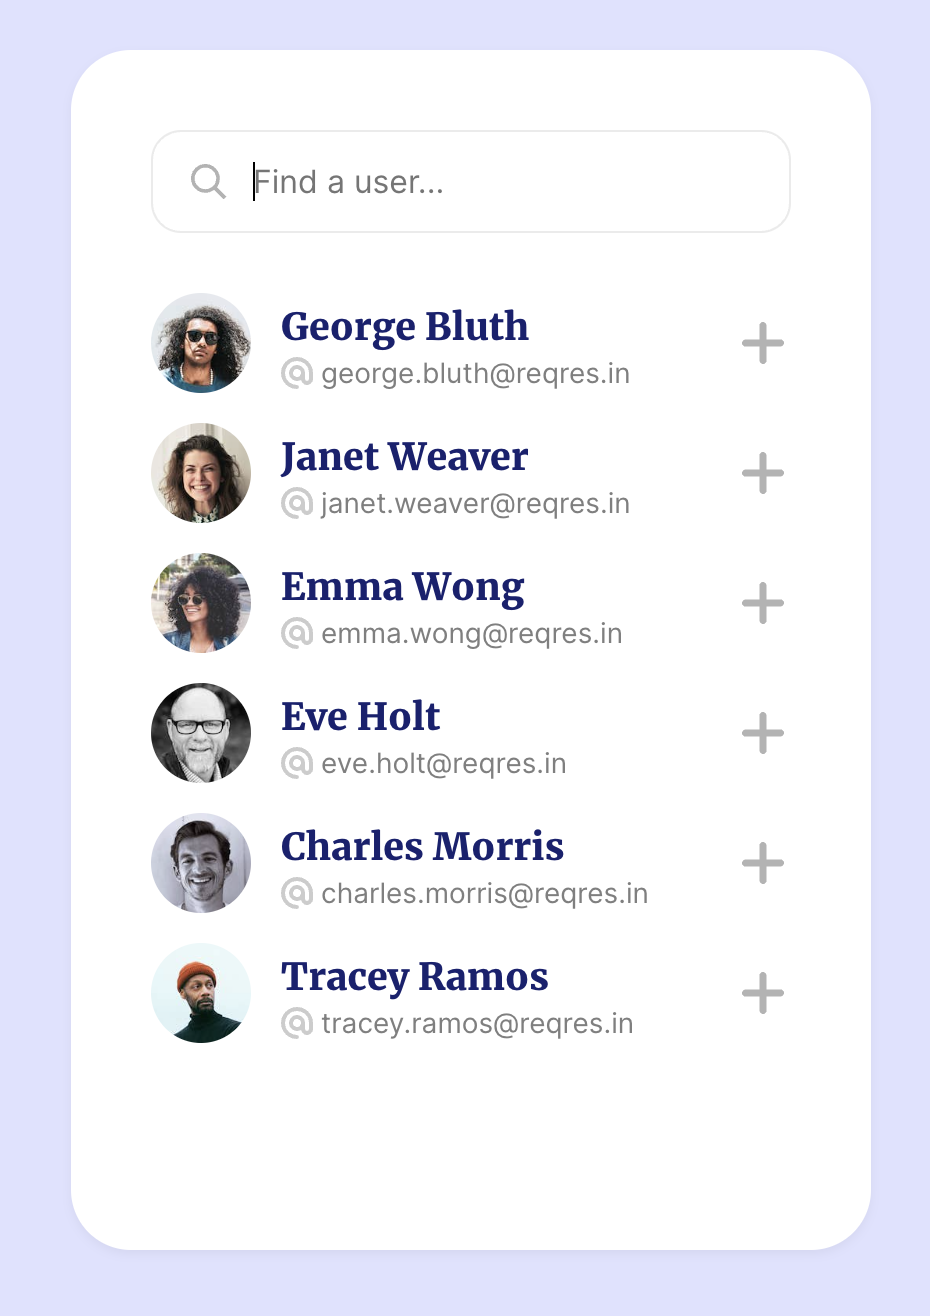 Find a user...
George Bluth
george.bluth@reqres.in
Janet Weaver
janet.weaver@reqres.in
Emma Wong
emma.wong@reqres.in
Eve Holt
eve.holt@reqres.in
Charles Morris
charles.morris@reqres.in
Tracey Ramos
tracey.ramos@reqres.in